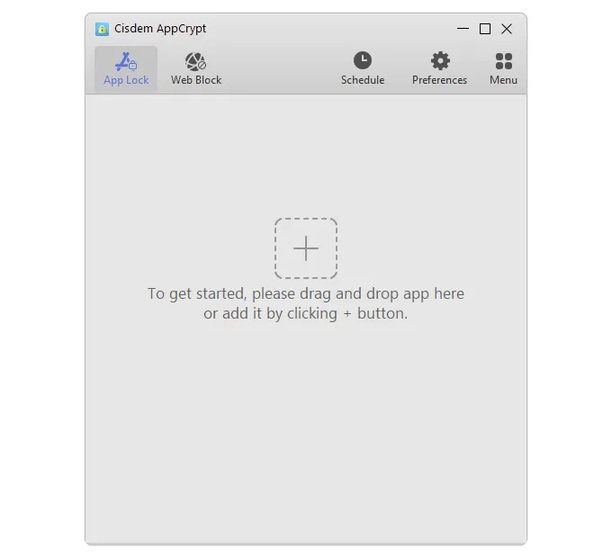 Cisdem AppCrypt
App Lock
Web Block
Schedule
Preferences
Menu
To get started, please drag and drop app here
or add it by clicking + button.